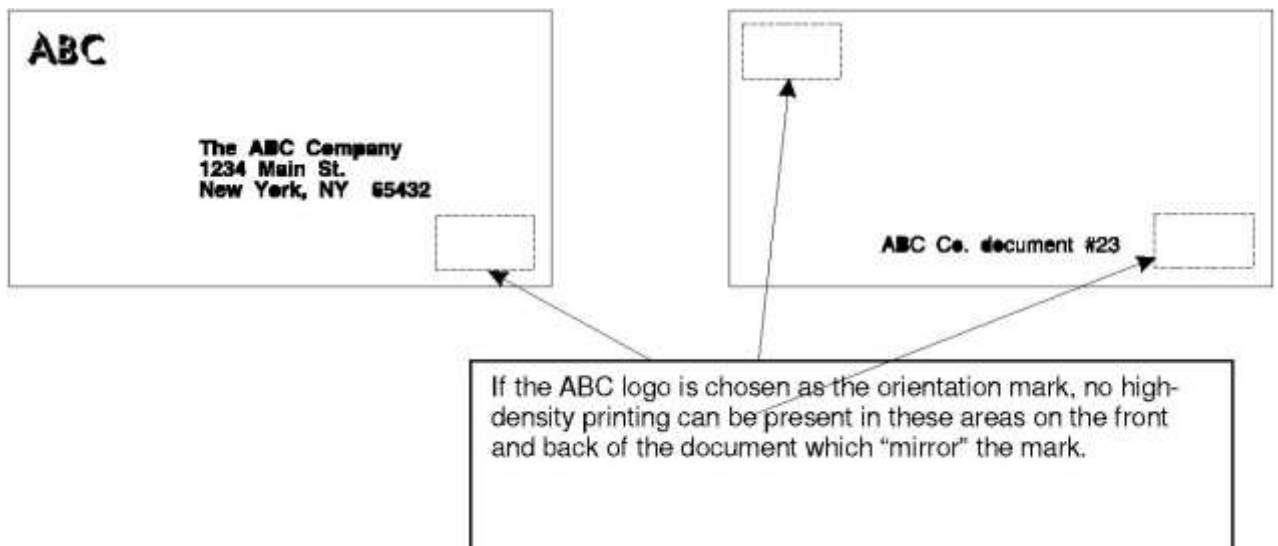 ABC
The ABC Company
1234 Main St.
New York, NY 65432
ABC Co. document #23
If the ABC logo is chosen as the orientation mark, no high-
density printing can be present in these areas on the front
and back of the document which “mirror” the mark.